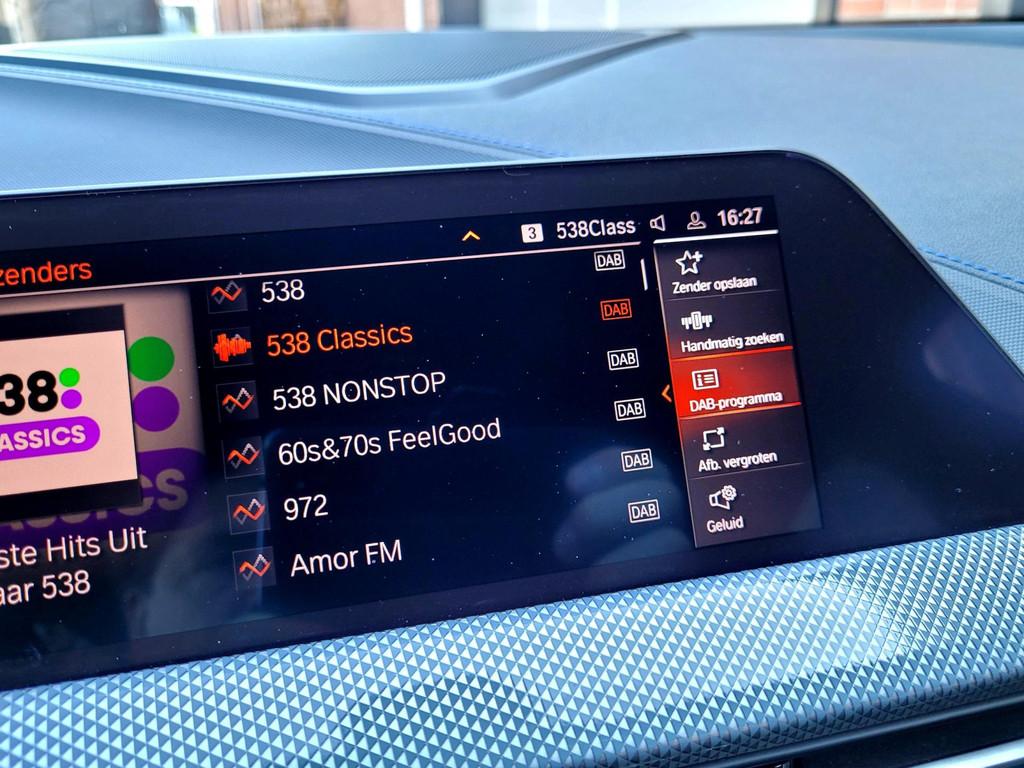 3 538Class 16:27
zenders
538 DAB
538 Classics DAB
538 NONSTOP DAB
60s&70s FeelGood DAB
972 DAB
Amor FM DAB
38:
ASSICS
CS
ste Hits Uit
aar 538
Zender opslaan
Handmatig zoeken
DAB-programma
Afb. vergroten
Geluid